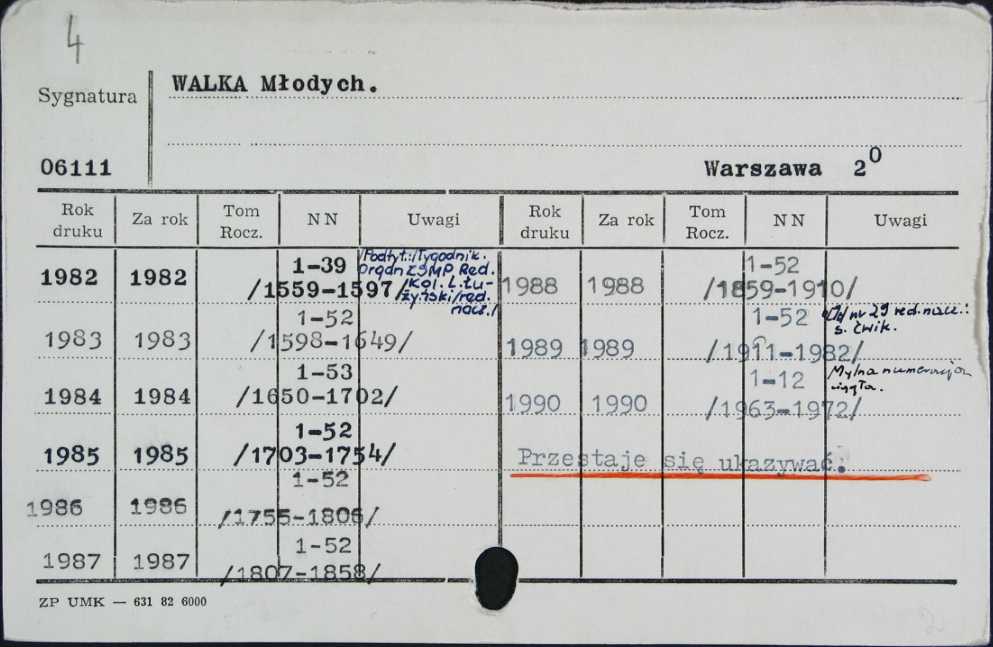 4
Sygnatura WALKA Młodych.
06111 Warszawa 2⁰
Rok druku Za rok Tom Rocz. NN Uwagi
1982 1982 1-39 /1559-1597/ /Podtyt.:/Tygodnik. Organ ZSMP Red. Kol. L. Łu-
żyński/red. nacz./
1983 1983 1-52 /1598-1649/
1984 1984 1-53 /1650-1702/
1985 1985 1-52 /1703-1754/
1986 1986 1-52 /1755-1806/
1987 1987 1-52 /1807-1858/
Rok druku Za rok Tom Rocz. NN Uwagi
1988 1988 1-52 /1859-1910/
1989 1989 1-52 /1911-1982/ Od nr 29 red. nacz.:
S. Ćwik.
1990 1990 1-12 /1963-1972/ Mylna numeracja
ciągła.
Przestaje się ukazywać.
ZP UMK — 631 82 6000
2